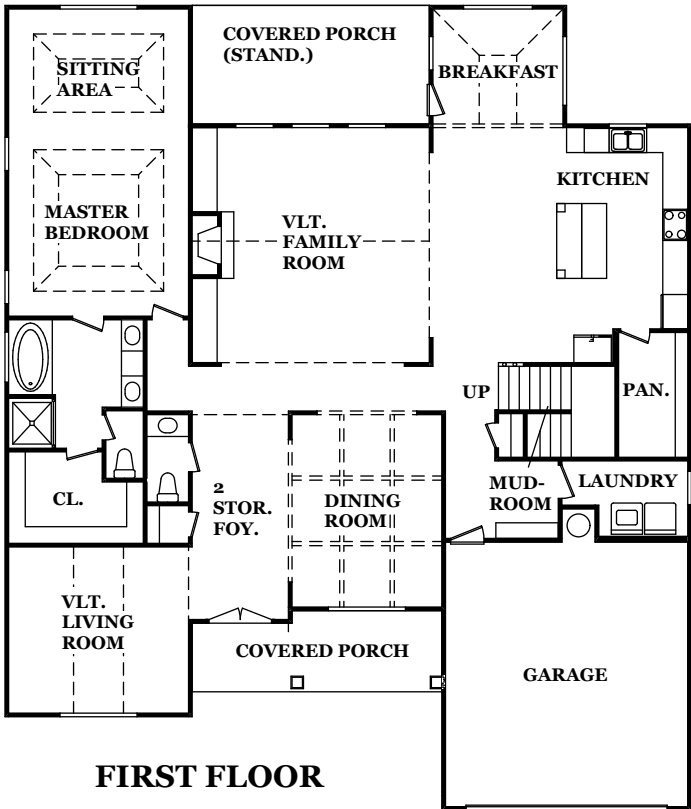 COVERED PORCH
(STAND.)
SITTING
AREA
BREAKFAST
KITCHEN
MASTER
BEDROOM
VLT.
FAMILY
ROOM
UP
PAN.
CL.
2
STOR.
FOY.
DINING
ROOM
MUD-
ROOM
LAUNDRY
VLT.
LIVING
ROOM
COVERED PORCH
GARAGE
FIRST FLOOR